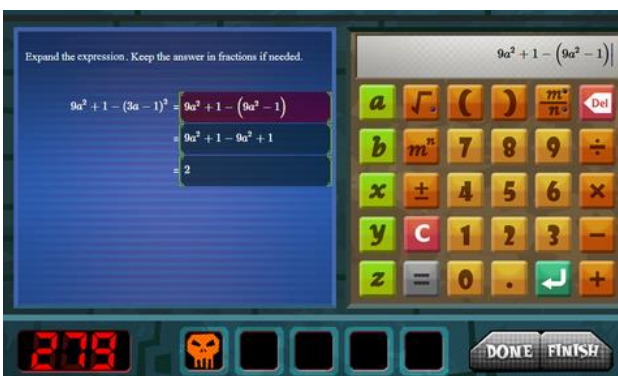 Expand the expression. Keep the answer in fractions if needed.
9a² + 1 − (3a − 1)² = 9a² + 1 − (9a² − 1)
= 9a² + 1 − 9a² + 1
= 2
9a² + 1 − (9a² − 1)|
a √ ( ) mⁿ/n Del
b mⁿ 7 8 9 ÷
x ± 4 5 6 ×
y C 1 2 3 −
z = 0 . ↵ +
279
DONE FINISH